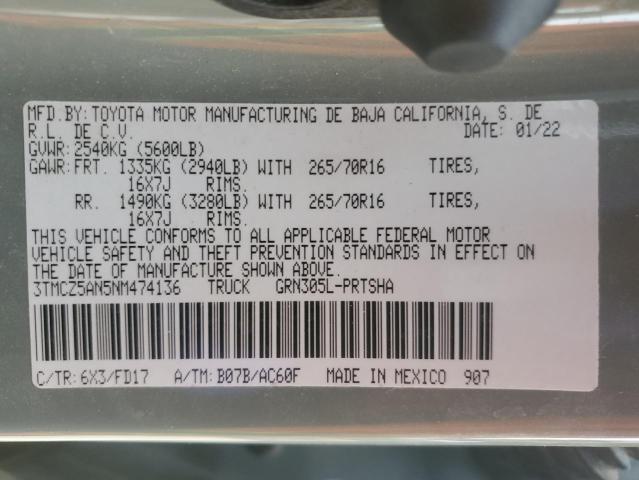 MFD.BY:TOYOTA MOTOR MANUFACTURING DE BAJA CALIFORNIA, S. DE
R.L. DE C.V. DATE: 01/22
GVWR:2540KG (5600LB)
GAWR:FRT. 1335KG (2940LB) WITH 265/70R16 TIRES,
16X7J RIMS.
RR. 1490KG (3280LB) WITH 265/70R16 TIRES,
16X7J RIMS.
THIS VEHICLE CONFORMS TO ALL APPLICABLE FEDERAL MOTOR
VEHICLE SAFETY AND THEFT PREVENTION STANDARDS IN EFFECT ON
THE DATE OF MANUFACTURE SHOWN ABOVE.
3TMCZ5AN5NM474136 TRUCK GRN305L-PRTSHA
C/TR:6X3/FD17 A/TM:B07B/AC60F MADE IN MEXICO 907